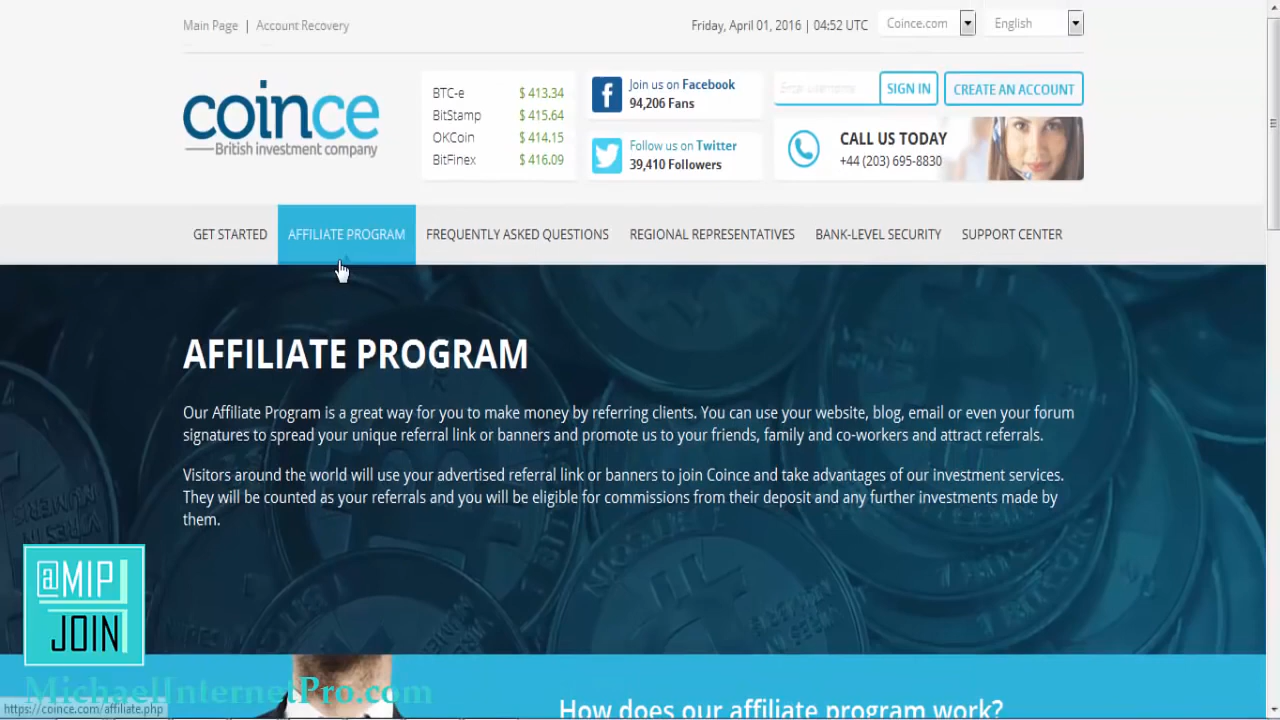 Main Page | Account Recovery
Friday, April 01, 2016 | 04:52 UTC
Coince.com
English
coince
British investment company
BTC-e $ 413.34
BitStamp $ 415.64
OKCoin $ 414.15
BitFinex $ 416.09
Join us on Facebook
94,206 Fans
Follow us on Twitter
39,410 Followers
Enter username
SIGN IN
CREATE AN ACCOUNT
CALL US TODAY
+44 (203) 695-8830
GET STARTED
AFFILIATE PROGRAM
FREQUENTLY ASKED QUESTIONS
REGIONAL REPRESENTATIVES
BANK-LEVEL SECURITY
SUPPORT CENTER
AFFILIATE PROGRAM
Our Affiliate Program is a great way for you to make money by referring clients. You can use your website, blog, email or even your forum
signatures to spread your unique referral link or banners and promote us to your friends, family and co-workers and attract referrals.
Visitors around the world will use your advertised referral link or banners to join Coince and take advantages of our investment services.
They will be counted as your referrals and you will be eligible for commissions from their deposit and any further investments made by
them.
@MIP
JOIN
MichaelInternetPro.com
How does our affiliate program work?
https://coince.com/affiliate.php